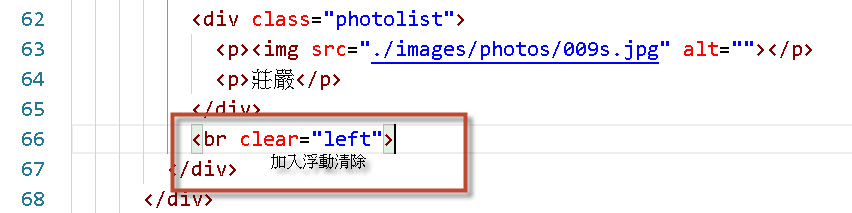 62 <div class="photolist">
63 <p><img src="./images/photos/009s.jpg" alt=""></p>
64 <p>莊嚴</p>
65 </div>
66 <br clear="left">
加入浮動清除
67 </div>
68 </div>